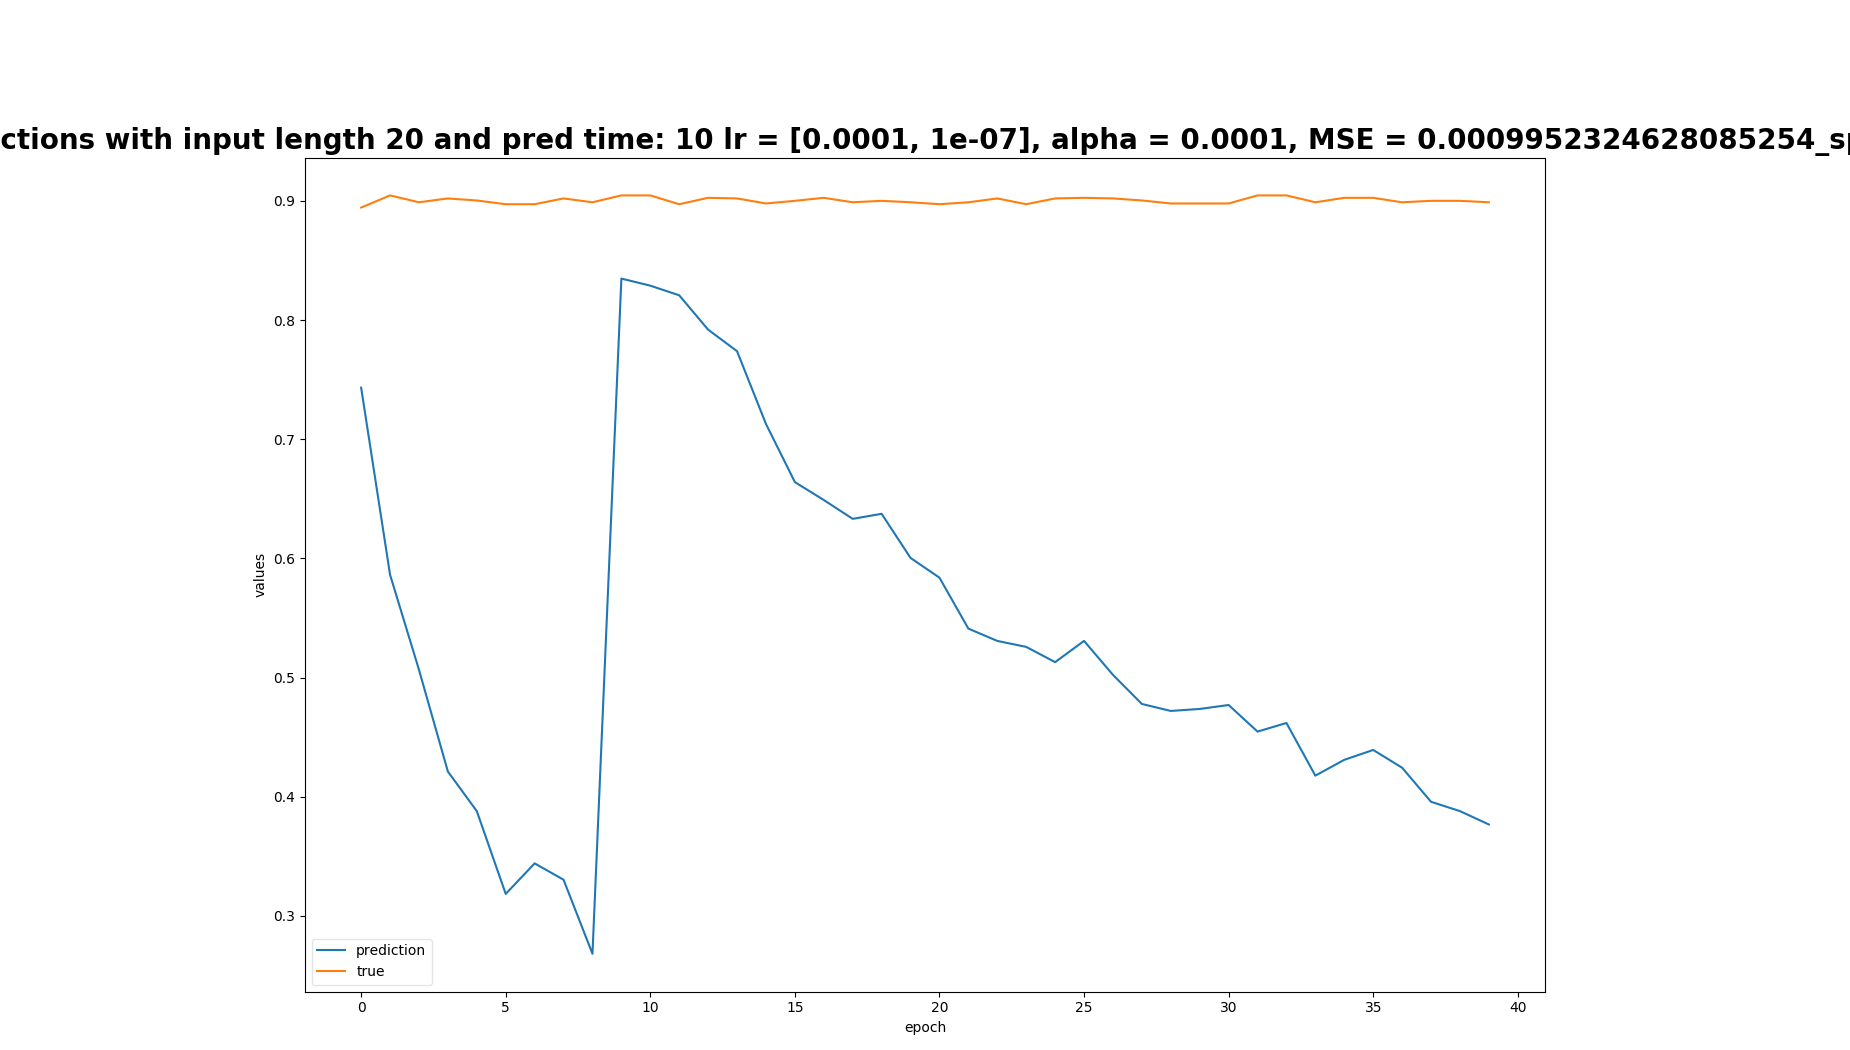 ctions with input length 20 and pred time: 10 lr = [0.0001, 1e-07], alpha = 0.0001, MSE = 0.0009952324628085254_sp
0.9
0.8
0.7
0.6
0.5
0.4
0.3
values
prediction
true
0 5 10 15 20 25 30 35 40
epoch